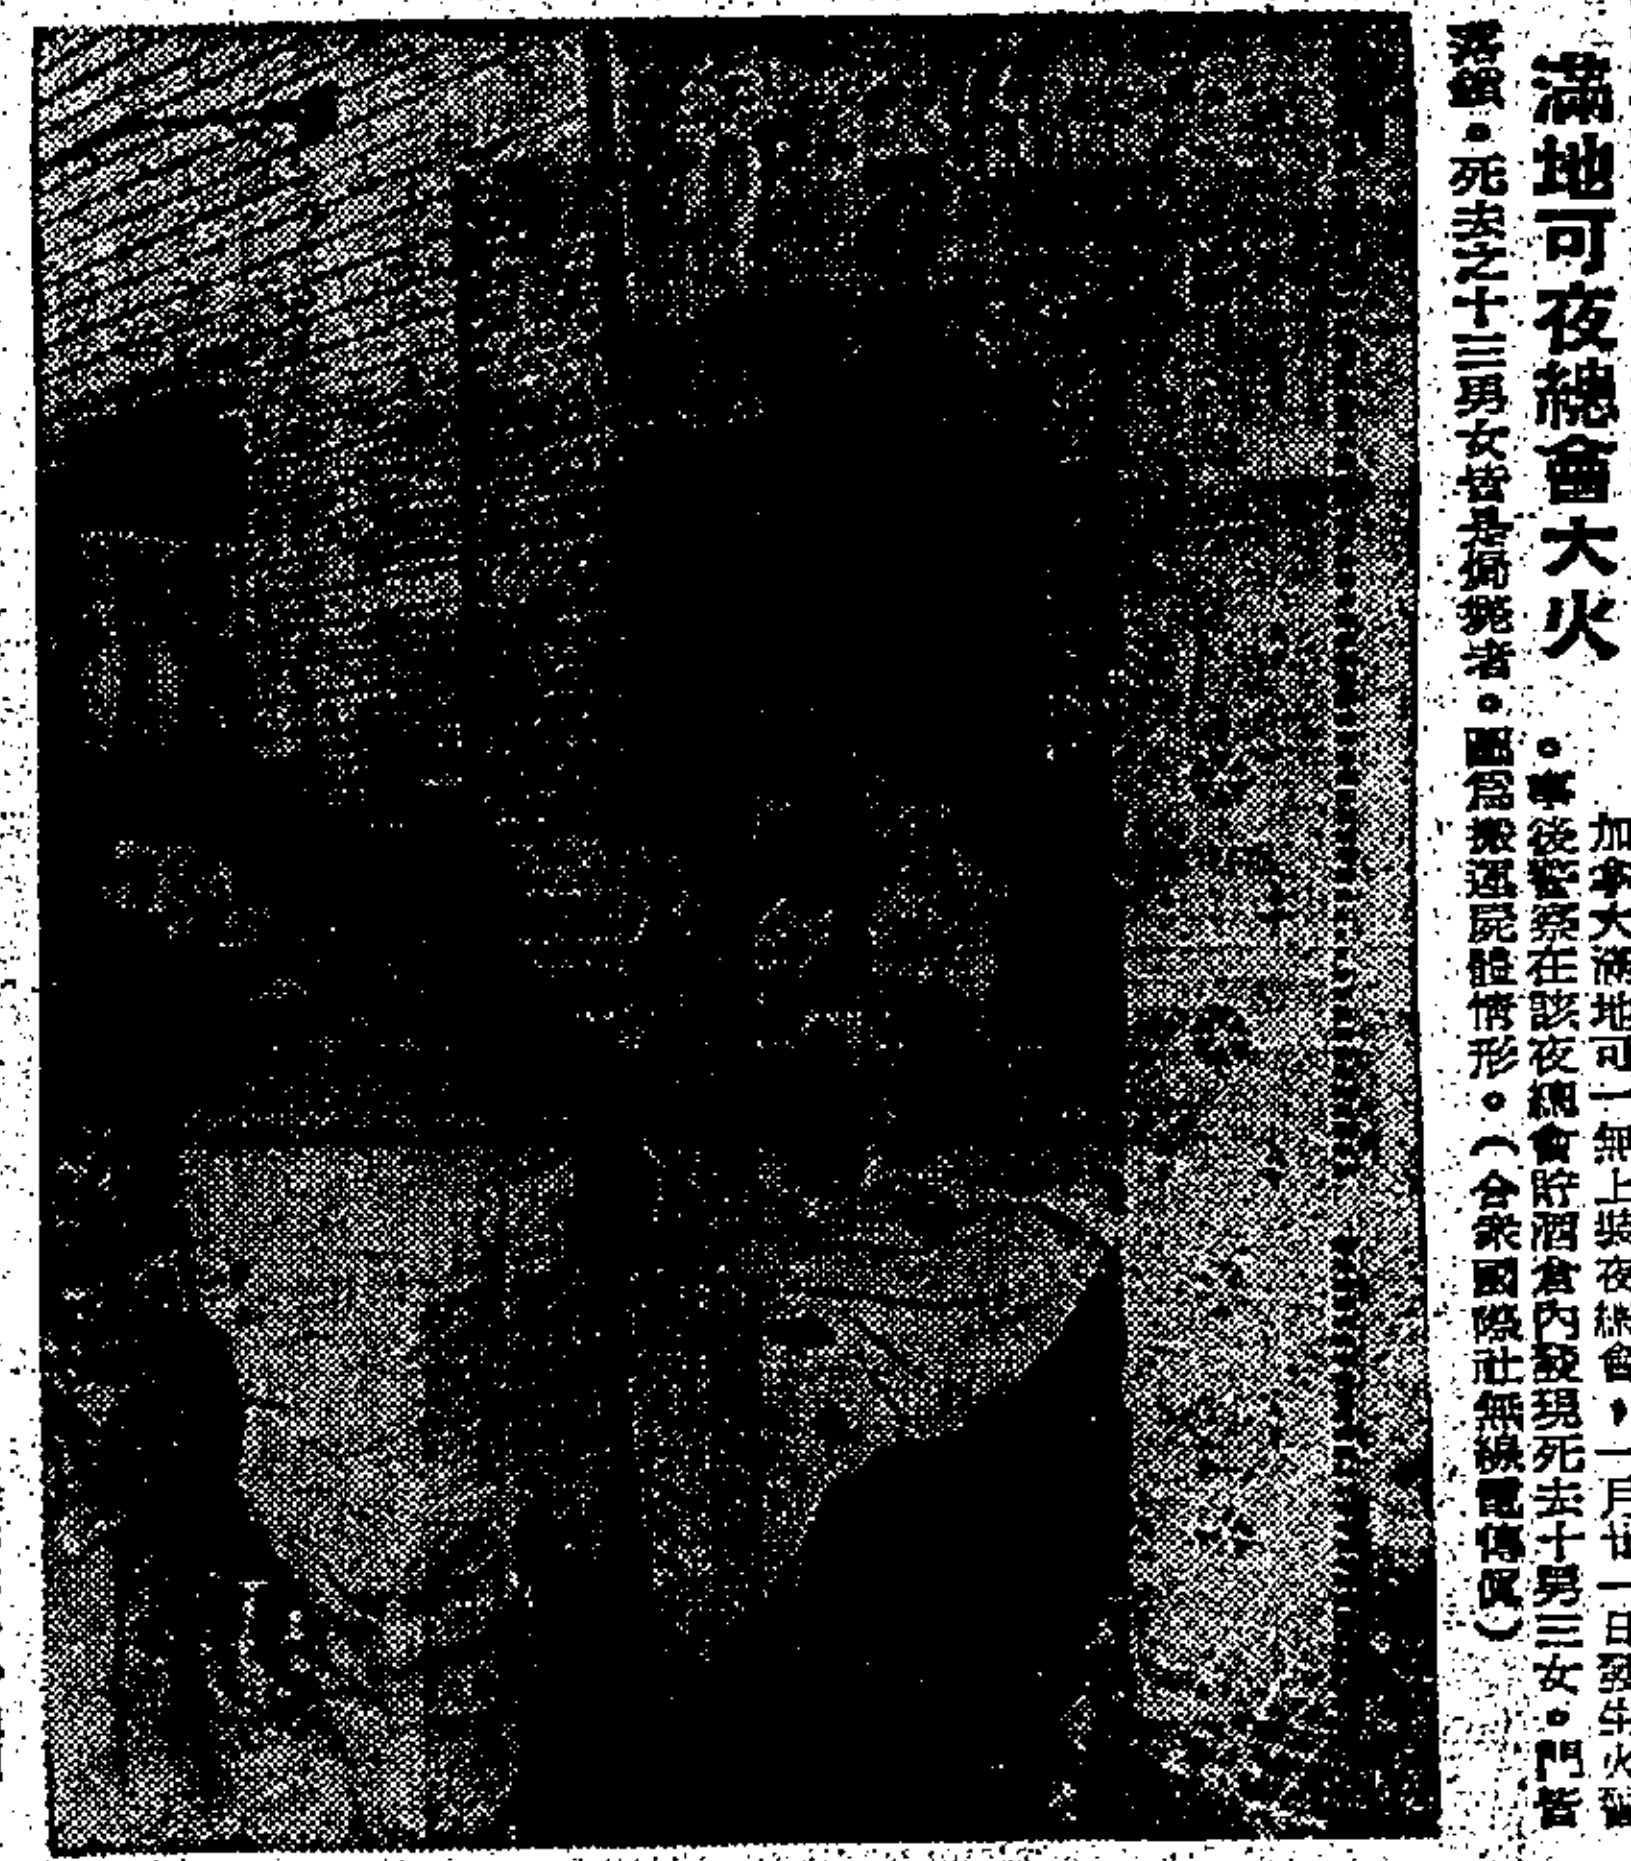 滿地可夜總會大火
加拿大滿地可一無上裝夜總會，一月廿一日發生火
。事後警察在該夜總會貯酒倉內發現死去十男三女。門皆
鎖。死去之十三男女皆是
者。圖爲搬運屍體情形。（合衆國際社無線電傳眞）